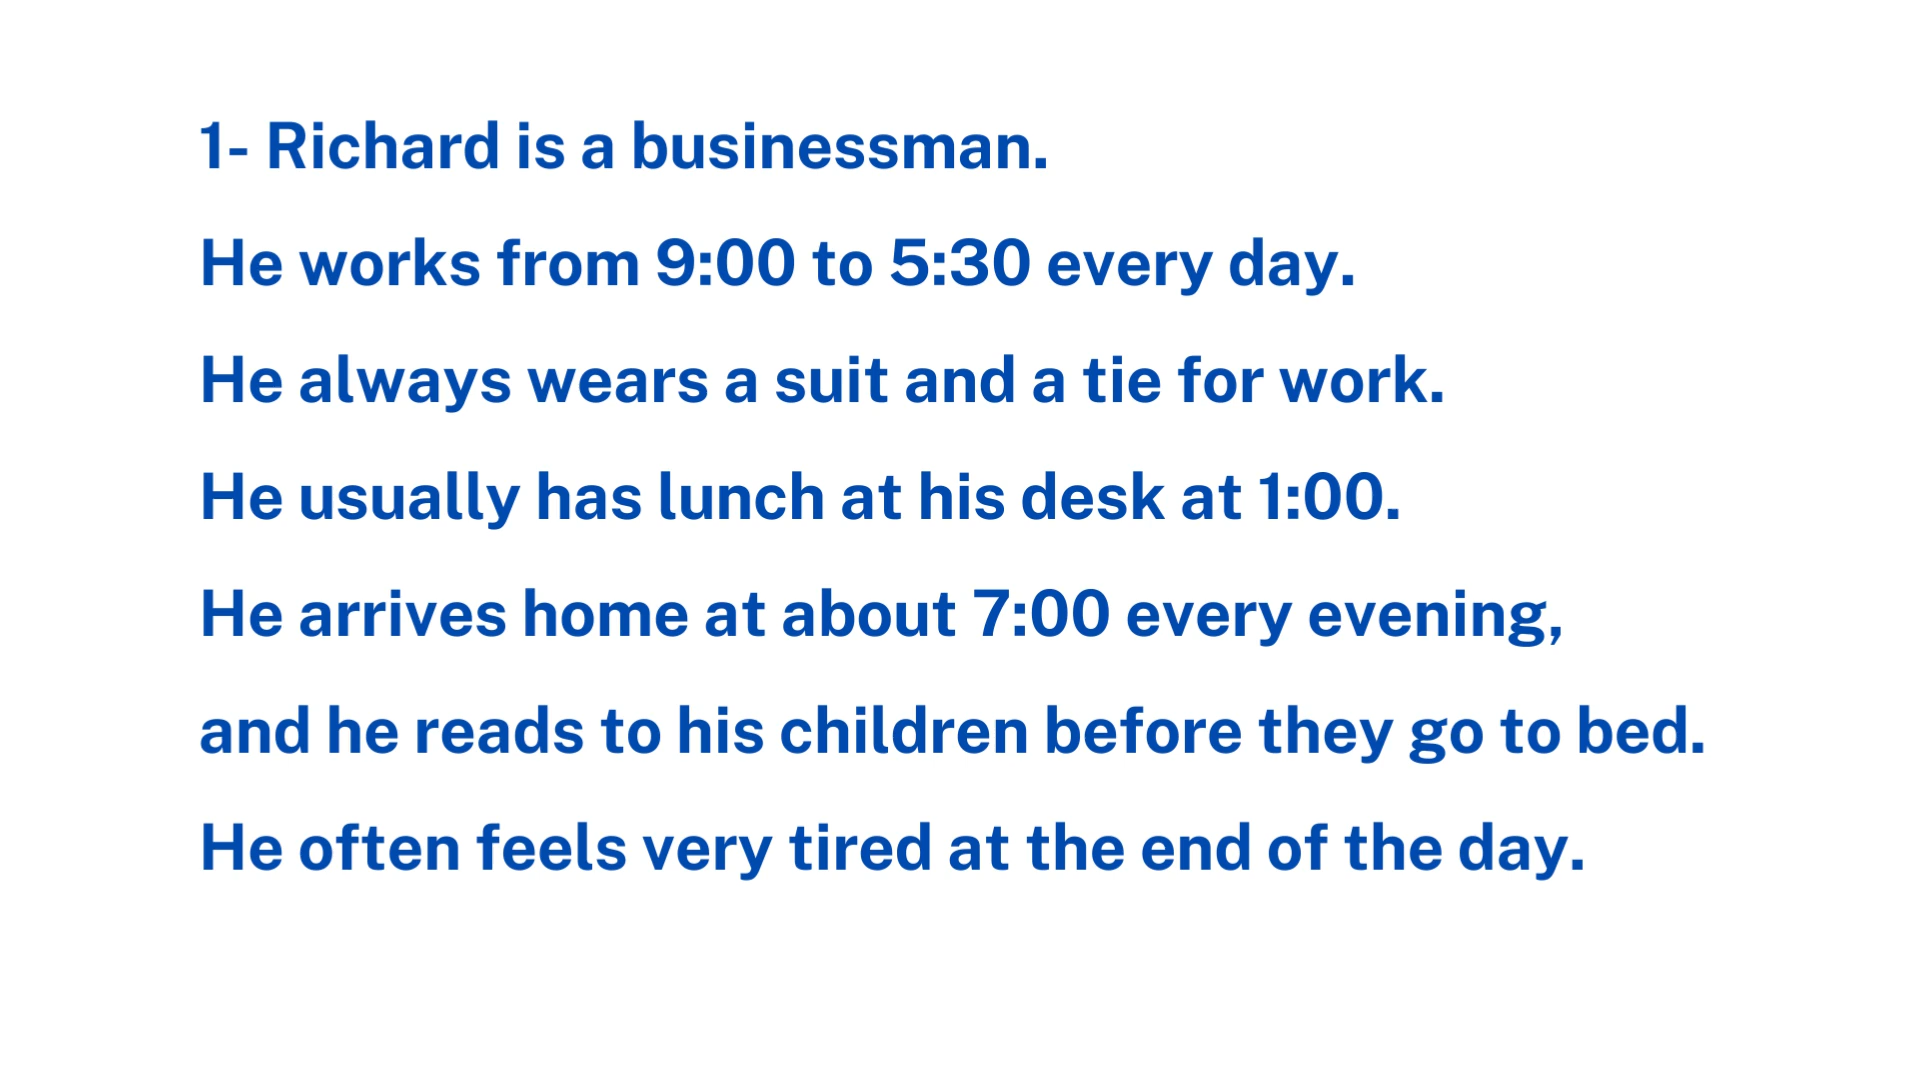 1- Richard is a businessman.
He works from 9:00 to 5:30 every day.
He always wears a suit and a tie for work.
He usually has lunch at his desk at 1:00.
He arrives home at about 7:00 every evening,
and he reads to his children before they go to bed.
He often feels very tired at the end of the day.